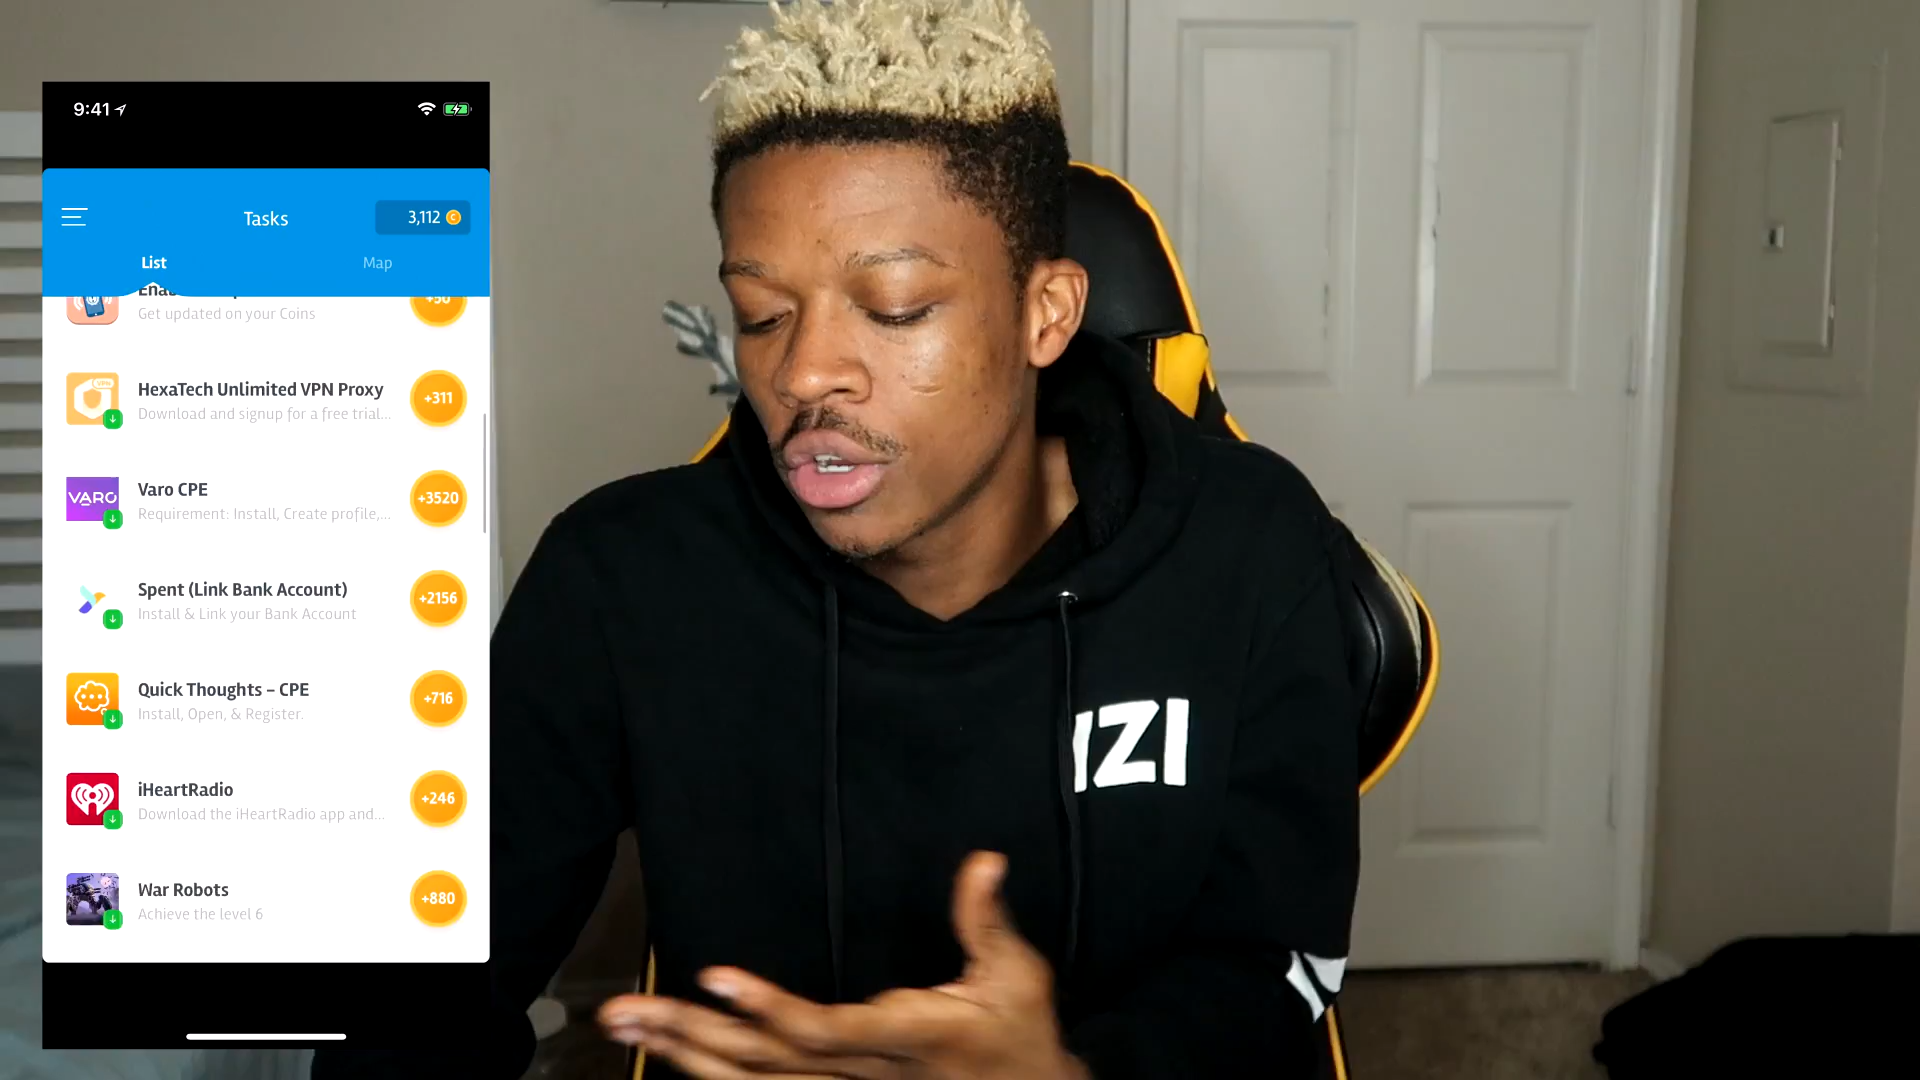 9:41
Tasks
3,112
List
Map
Get updated on your Coins
+50
HexaTech Unlimited VPN Proxy
Download and signup for a free trial...
+311
VARO
Varo CPE
Requirement: Install, Create profile,...
+3520
Spent (Link Bank Account)
Install & Link your Bank Account
+2156
Quick Thoughts – CPE
Install, Open, & Register.
+716
iHeartRadio
Download the iHeartRadio app and...
+246
War Robots
Achieve the level 6
+880
IZI